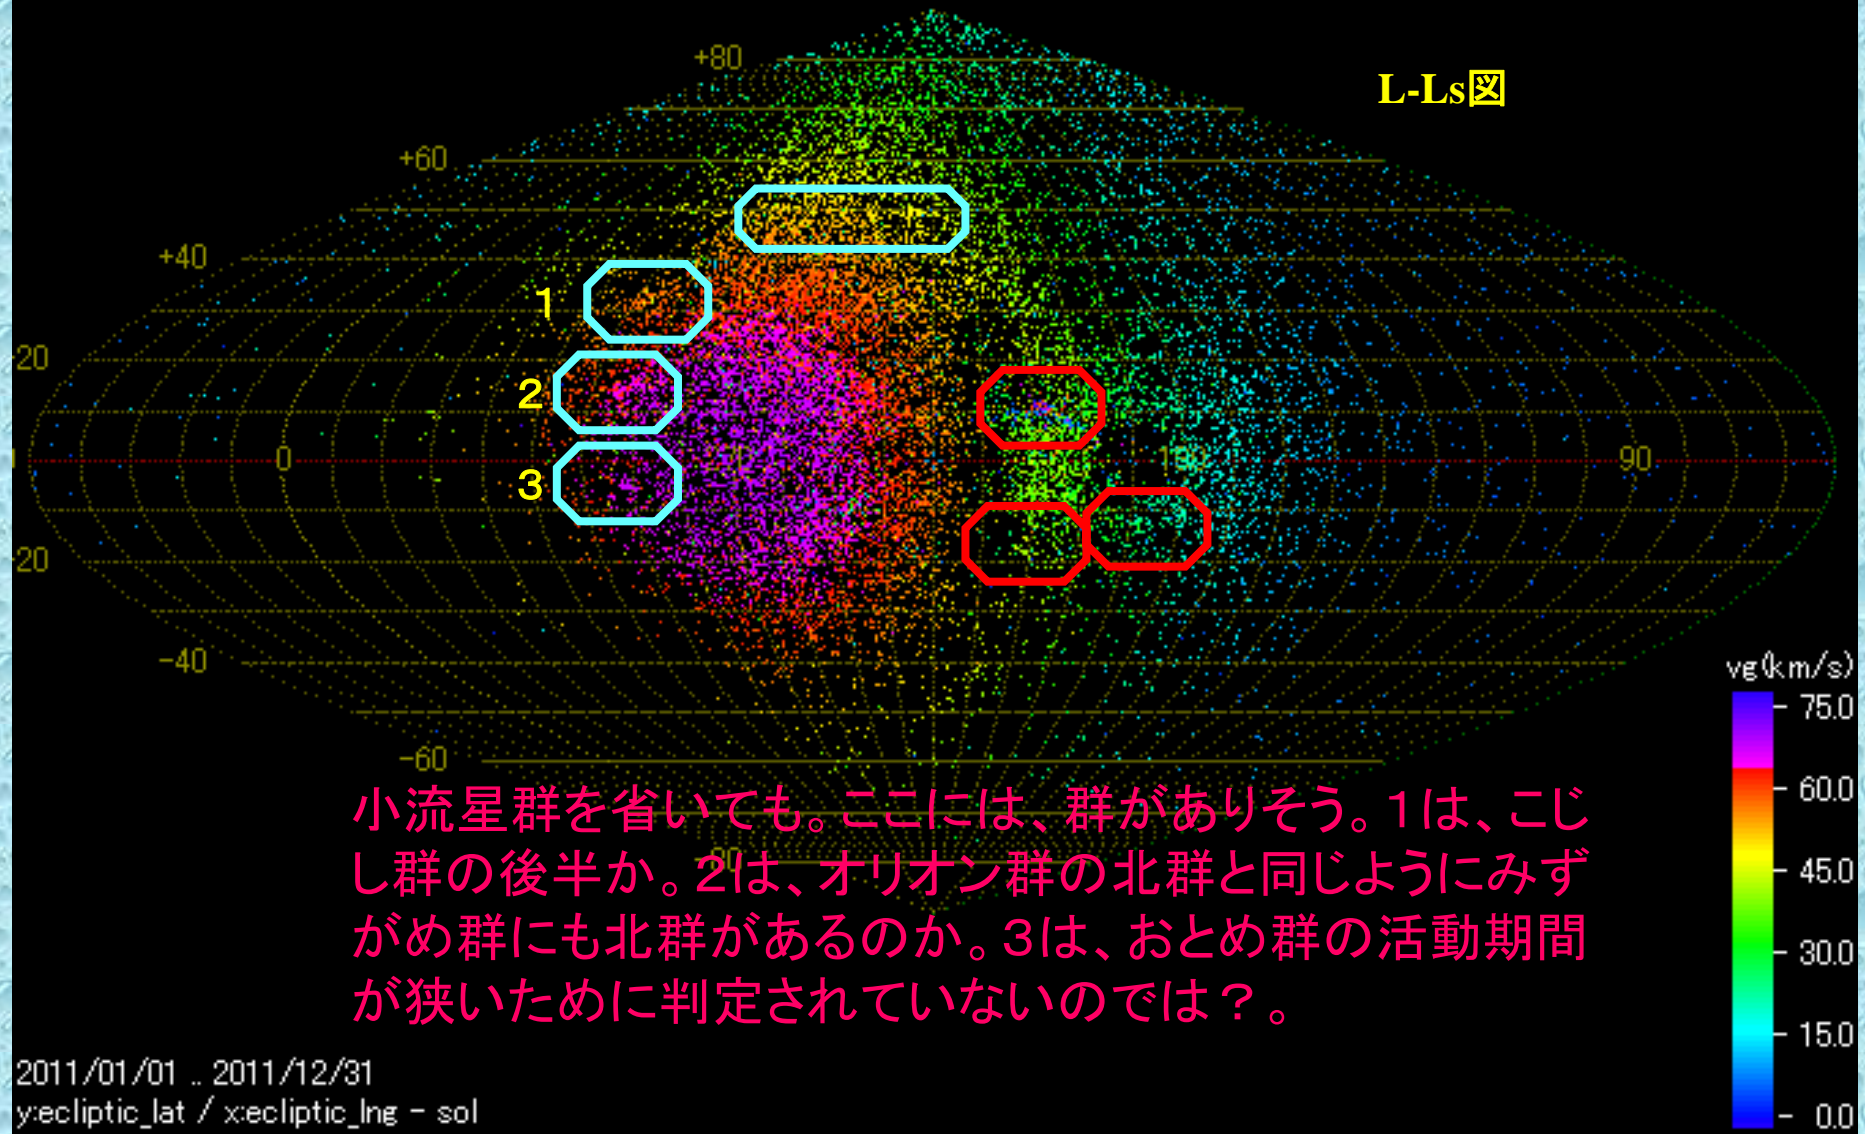 +80
L-Ls図
+60
+40
1
20
2
0
90
3
20
-40
vg(km/s)
75.0
-60
60.0
小流星群を省いても。ここには、群がありそう。1は、こじ
し群の後半か。2は、オリオン群の北群と同じようにみず
45.0
がめ群にも北群があるのか。3は、おとめ群の活動期間
30.0
が狭いために判定されていないのでは?。
15.0
2011/01/01 .. 2011/12/31
y:ecliptic_lat / x:ecliptic_lng - sol
0.0